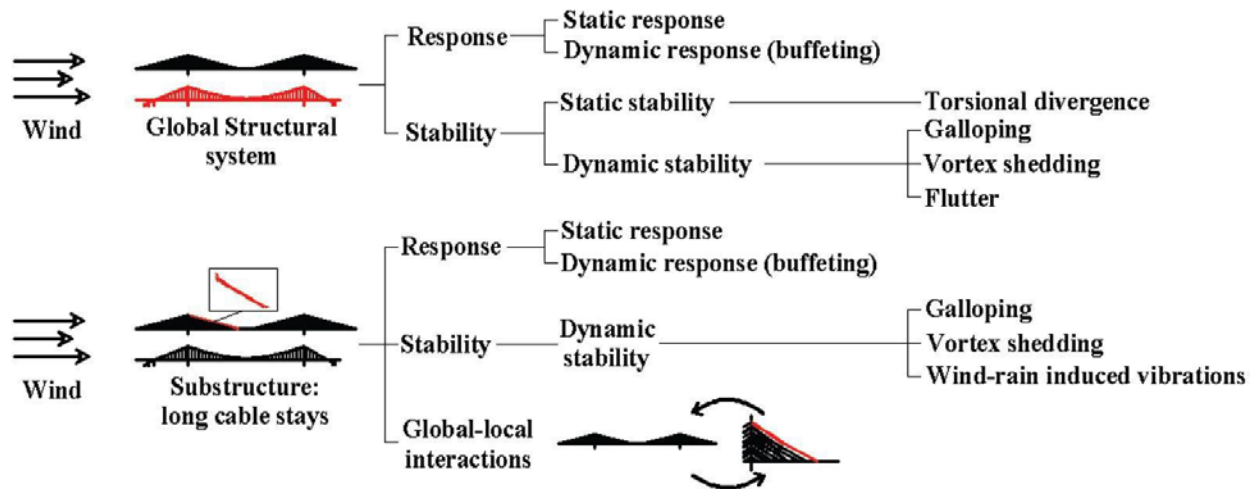 Wind
Global Structural
system
Response
Static response
Dynamic response (buffeting)
Stability
Static stability
Torsional divergence
Dynamic stability
Galloping
Vortex shedding
Flutter
Wind
Substructure:
long cable stays
Response
Static response
Dynamic response (buffeting)
Stability
Dynamic
stability
Galloping
Vortex shedding
Wind-rain induced vibrations
Global-local
interactions